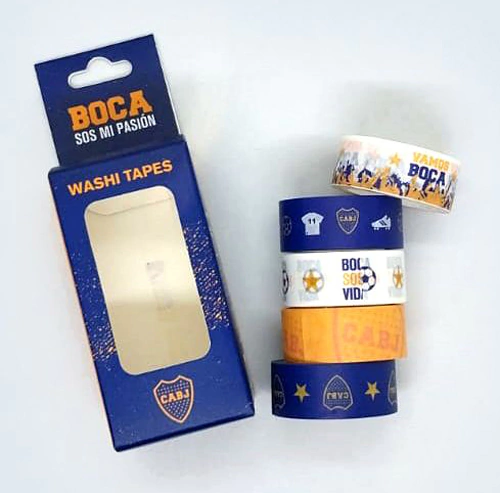 BOCA
SOS MI PASIÓN
WASHI TAPES
CABJ
VAMOS
BOCA
11
CABJ
BOCA
SOS
VIDA
CABJ
CABJ